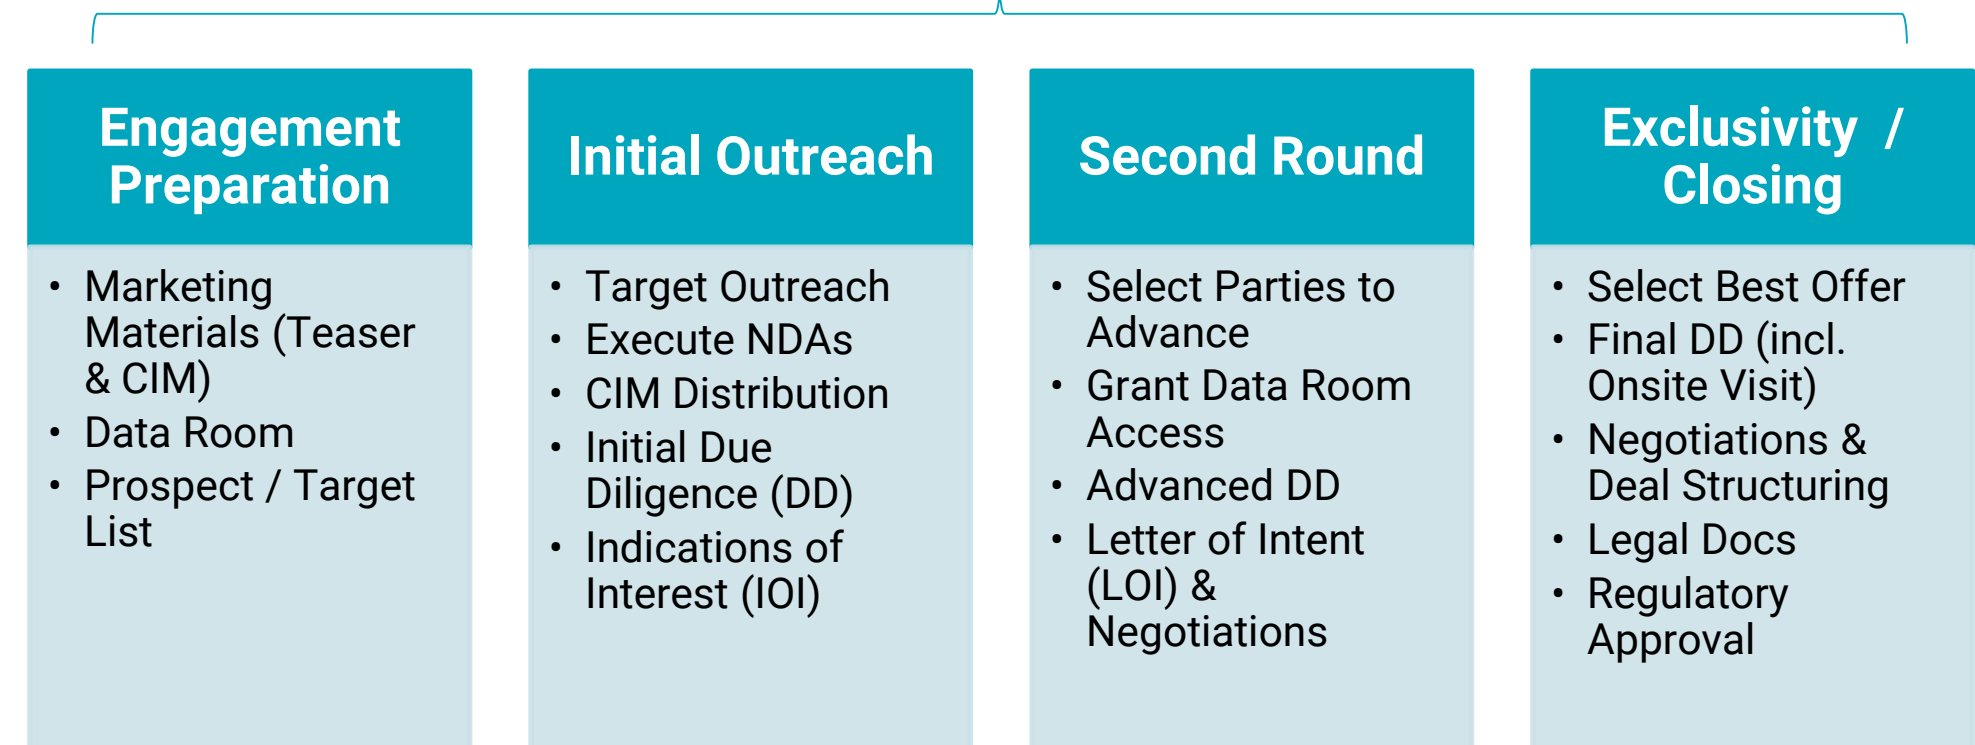 Engagement
Preparation
• Marketing
Materials (Teaser
& CIM)
• Data Room
• Prospect / Target
List
Initial Outreach
• Target Outreach
• Execute NDAs
• CIM Distribution
• Initial Due
Diligence (DD)
• Indications of
Interest (IOI)
Second Round
• Select Parties to
Advance
• Grant Data Room
Access
• Advanced DD
• Letter of Intent
(LOI) &
Negotiations
Exclusivity /
Closing
• Select Best Offer
• Final DD (incl.
Onsite Visit)
• Negotiations &
Deal Structuring
• Legal Docs
• Regulatory
Approval